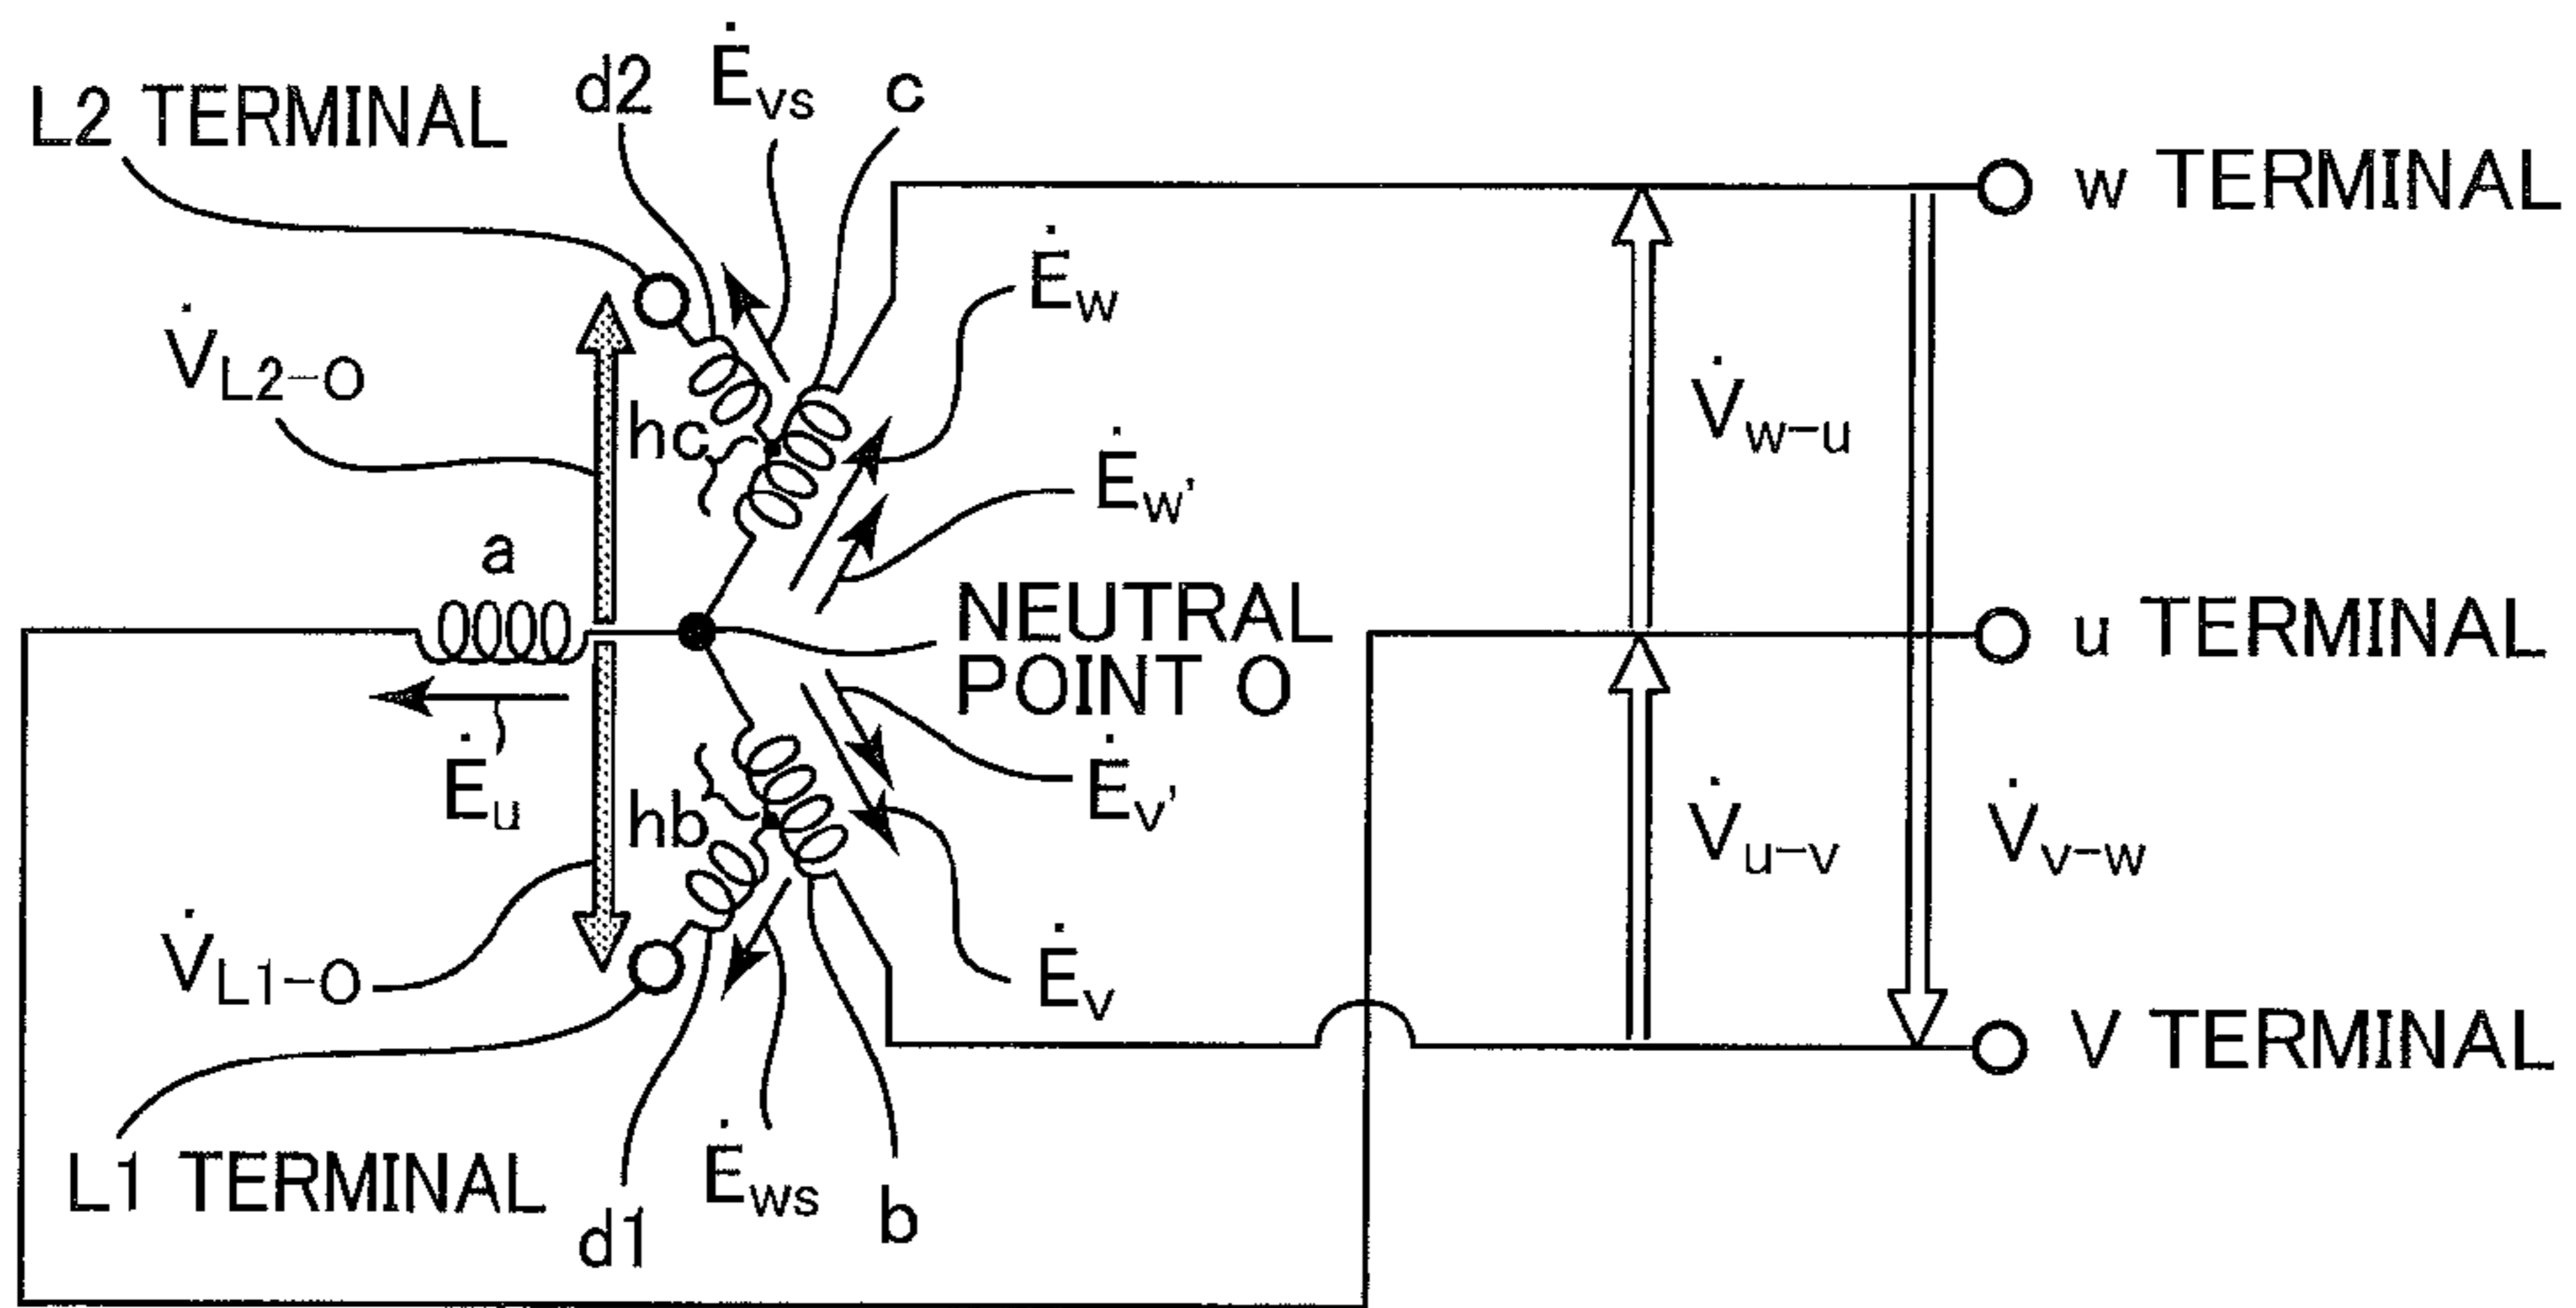 L2 TERMINAL
d2
Ė_vs
c
w TERMINAL
Ė_w
V̇_L2-O
hc
V̇_w-u
Ė_w'
a
NEUTRAL
POINT O
u TERMINAL
Ė_u
hb
Ė_v'
V̇_u-v
V̇_v-w
V̇_L1-O
Ė_v
V TERMINAL
L1 TERMINAL
d1
Ė_ws
b